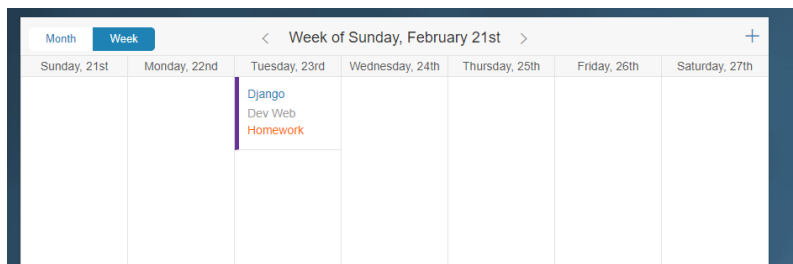 Month Week < Week of Sunday, February 21st > +
Sunday, 21st Monday, 22nd Tuesday, 23rd Wednesday, 24th Thursday, 25th Friday, 26th Saturday, 27th
Django
Dev Web
Homework